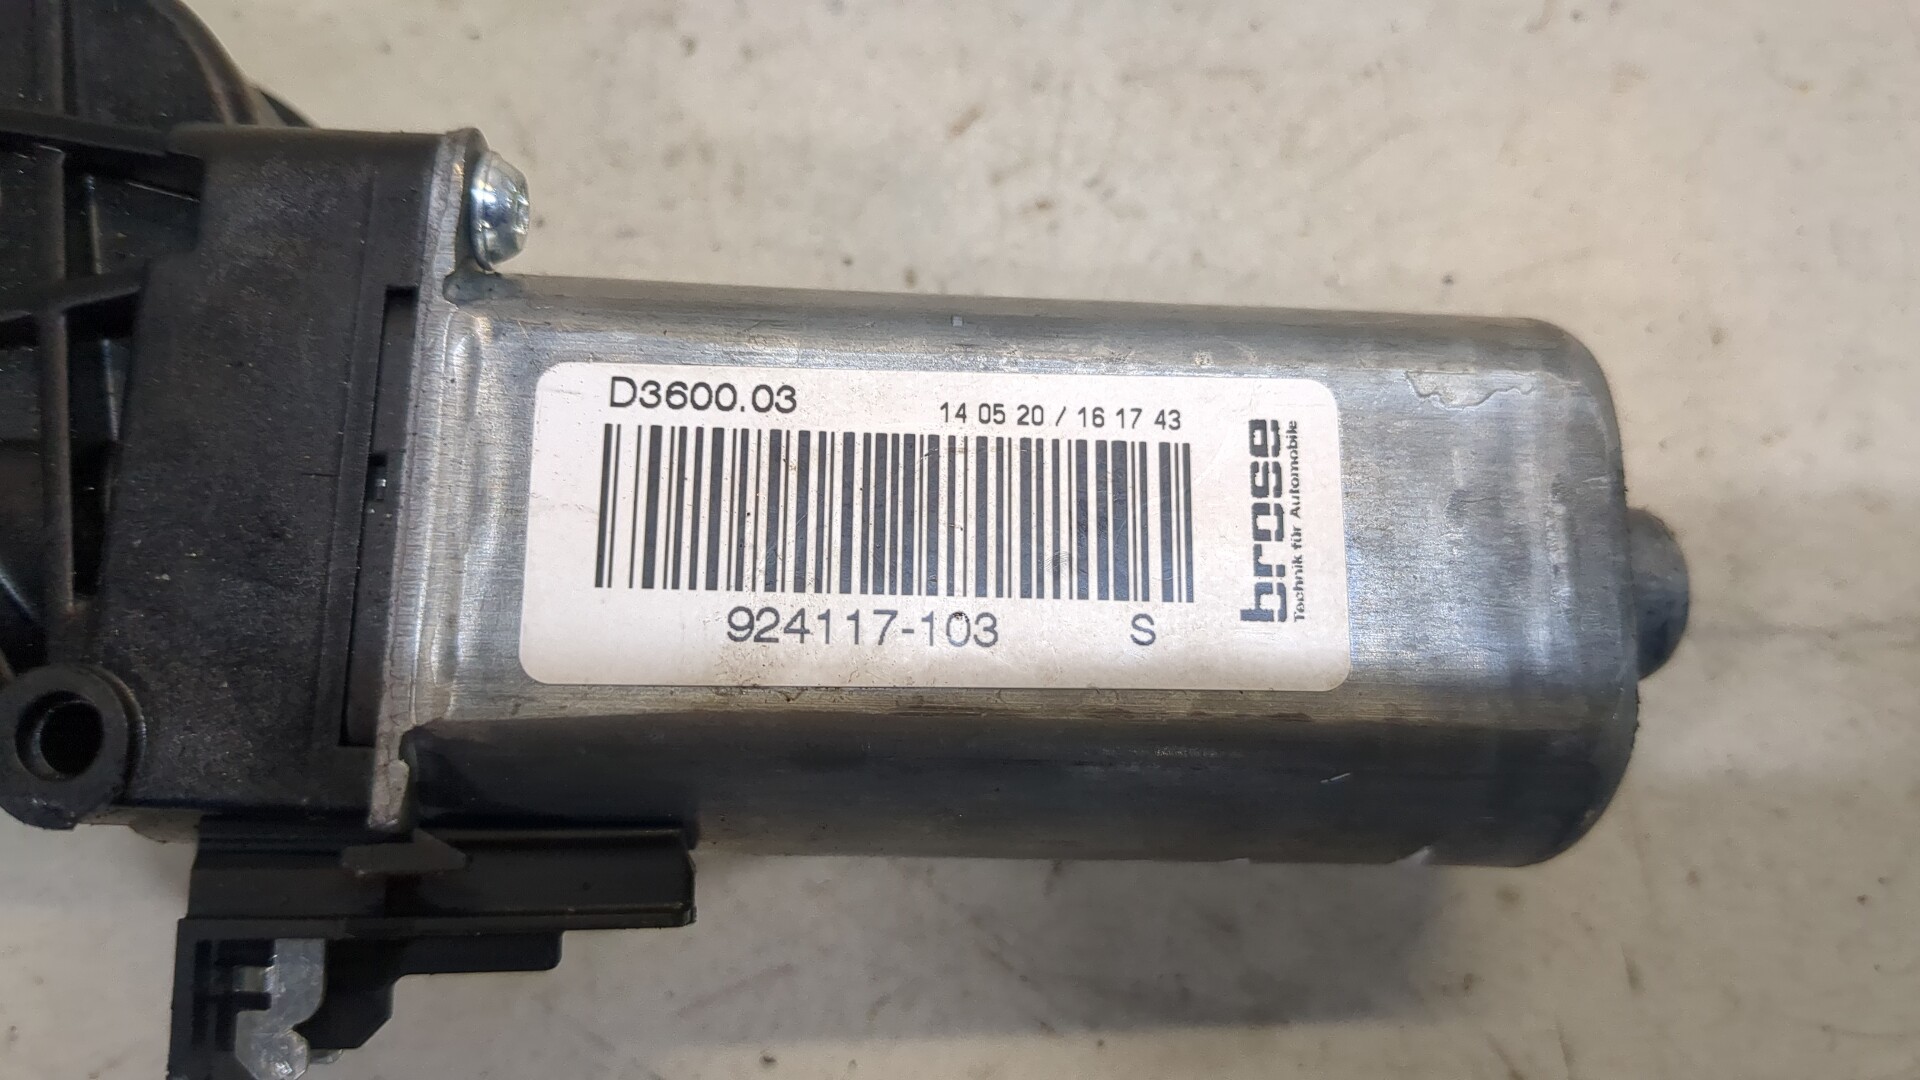 D3600.03
14 05 20 / 16 17 43
924117-103 S
brose
Technik für Automobile